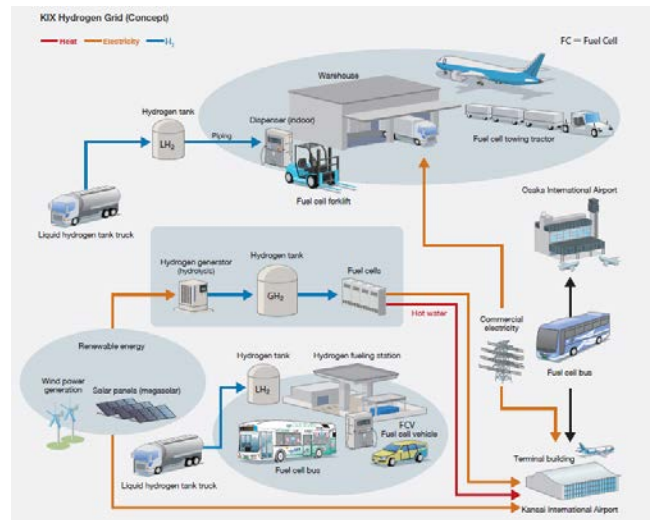 KIX Hydrogen Grid (Concept)
Heat Electricity H₂
FC = Fuel Cell
Warehouse
Hydrogen tank
Dispenser (indoor)
LH₂
Piping
Fuel cell towing tractor
Fuel cell forklift
Liquid hydrogen tank truck
Osaka International Airport
Hydrogen generator
(hydrolysis)
Hydrogen tank
Fuel cells
GH₂
Hot water
Commercial
electricity
Renewable energy
Fuel cell bus
Hydrogen tank
Hydrogen fueling station
Wind power
generation
Solar panels (megasolar)
LH₂
FCV
Fuel cell vehicle
Fuel cell bus
Liquid hydrogen tank truck
Terminal building
Kansai International Airport